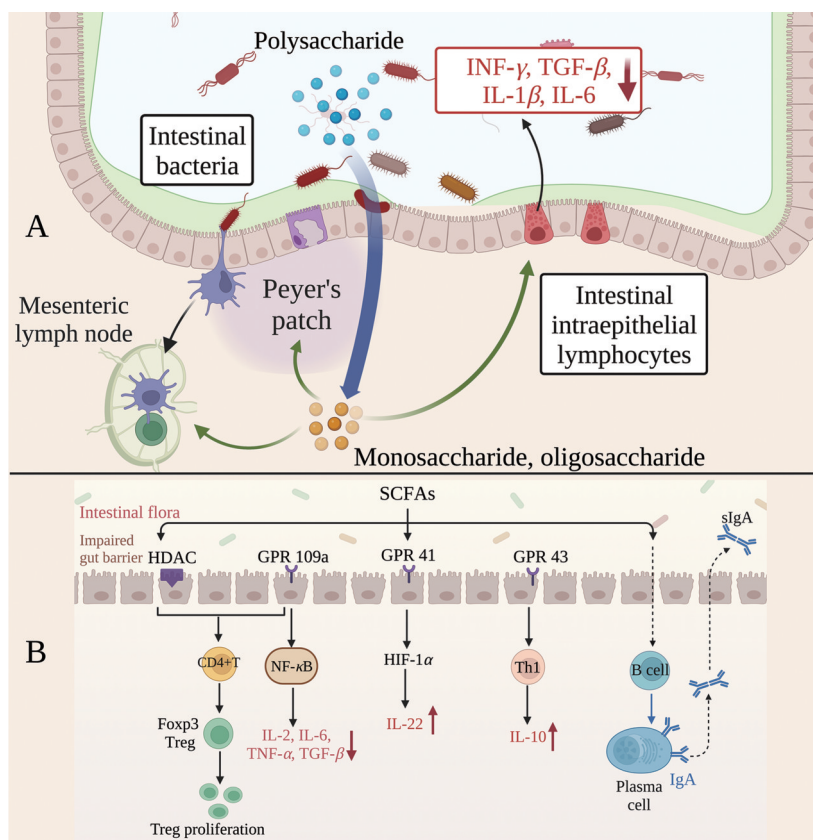 Polysaccharide
INF-γ, TGF-β,
IL-1β, IL-6
Intestinal
bacteria
A
Peyer's
patch
Mesenteric
lymph node
Intestinal
intraepithelial
lymphocytes
Monosaccharide, oligosaccharide
SCFAs
Intestinal flora
sIgA
Impaired
gut barrier
HDAC
GPR 109a
GPR 41
GPR 43
B
CD4+T
NF-κB
HIF-1α
Th1
B cell
Foxp3
Treg
IL-2, IL-6,
TNF-α, TGF-β
IL-22
IL-10
IgA
Plasma
cell
Treg proliferation